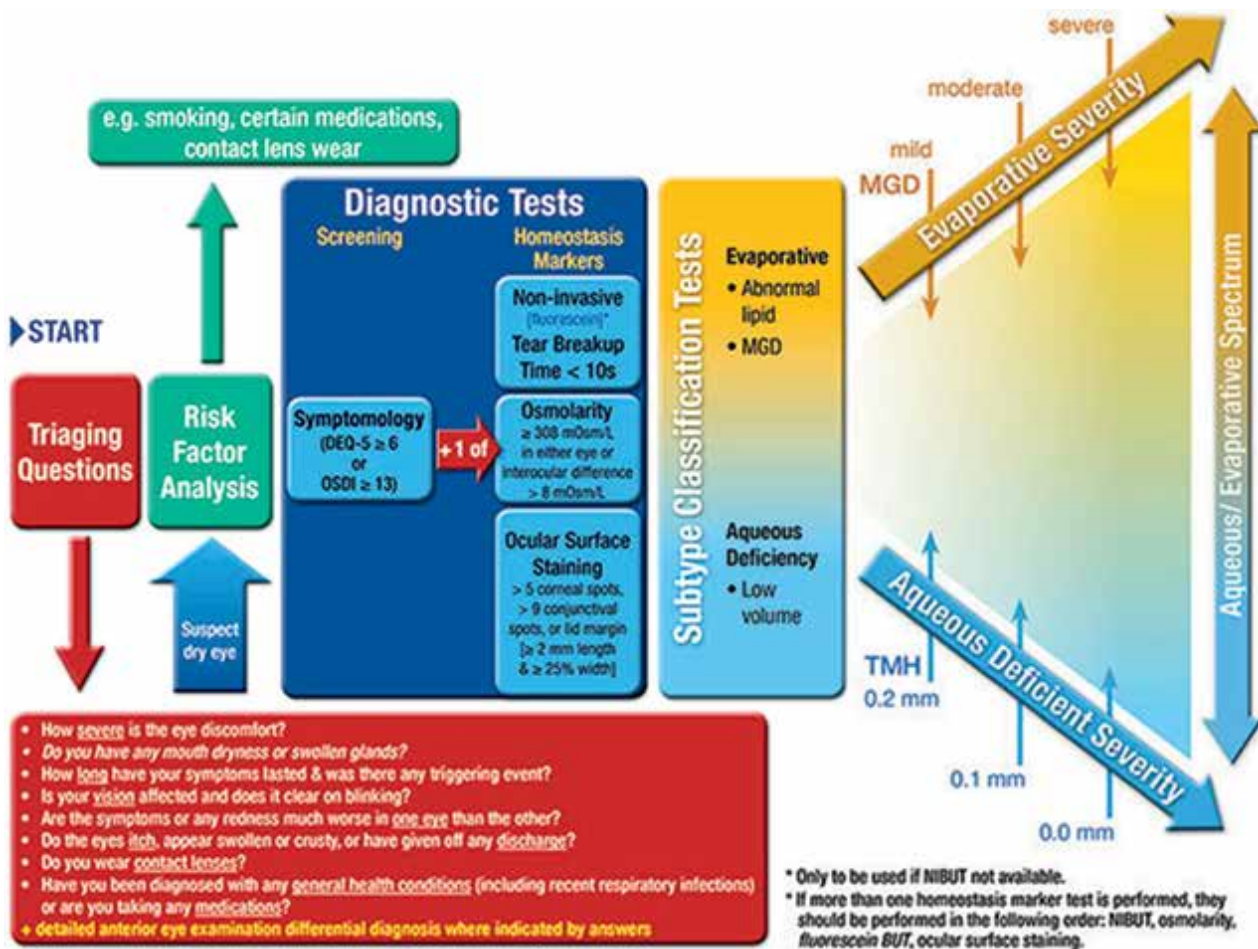 severe
moderate
mild
MGD
Evaporative Severity
Aqueous/ Evaporative Spectrum
e.g. smoking, certain medications,
contact lens wear
START
Triaging
Questions
Risk
Factor
Analysis
Suspect
dry eye
Diagnostic Tests
Screening
Homeostasis
Markers
Symptomology
(DEQ-5 ≥ 6
or
OSDI ≥ 13)
+1 of
Non-invasive
[fluorescein]*
Tear Breakup
Time < 10s
Osmolarity
≥ 308 mOsm/L
in either eye or
interocular difference
> 8 mOsm/L
Ocular Surface
Staining
> 5 corneal spots,
> 9 conjunctival
spots, or lid margin
[≥ 2 mm length
& ≥ 25% width]
Subtype Classification Tests
Evaporative
• Abnormal
lipid
• MGD
Aqueous
Deficiency
• Low
volume
TMH
0.2 mm
0.1 mm
0.0 mm
Aqueous Deficient Severity
• How severe is the eye discomfort?
• Do you have any mouth dryness or swollen glands?
• How long have your symptoms lasted & was there any triggering event?
• Is your vision affected and does it clear on blinking?
• Are the symptoms or any redness much worse in one eye than the other?
• Do the eyes itch, appear swollen or crusty, or have given off any discharge?
• Do you wear contact lenses?
• Have you been diagnosed with any general health conditions (including recent respiratory infections)
or are you taking any medications?
+ detailed anterior eye examination differential diagnosis where indicated by answers
* Only to be used if NIBUT not available.
* If more than one homeostasis marker test is performed, they
should be performed in the following order: NIBUT, osmolarity,
fluorescein BUT, ocular surface staining.